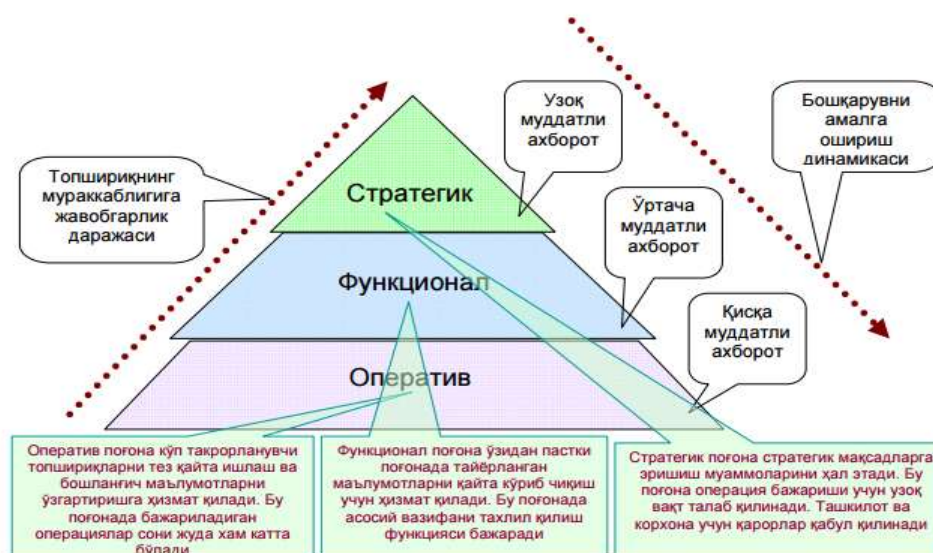 Узоқ
муддатли
ахборот
Бошқарувни
амалга
ошириш
динамикаси
Топшириқнинг
мураккаблигига
жавобгарлик
даражаси
Стратегик
Ўртача
муддатли
ахборот
Функционал
Қисқа
муддатли
ахборот
Оператив
Оператив поғона кўп такрорланувчи
топшириқларни тез қайта ишлаш ва
бошланғич маълумотларни
ўзгартиришга ҳизмат қилади. Бу
поғонада бажариладиган
операциялар сони жуда хам катта
бўлади
Функционал поғона ўзидан пастки
поғонада тайёрланган
маълумотларни қайта кўриб чиқиш
учун ҳизмат қилади. Бу поғонада
асосий вазифани тахлил қилиш
функцияси бажаради
Стратегик поғона стратегик мақсадларга
эришиш муаммоларини ҳал этади. Бу
поғона операция бажариши учун узоқ
вақт талаб қилинади. Ташкилот ва
корхона учун қарорлар қабул қилинади